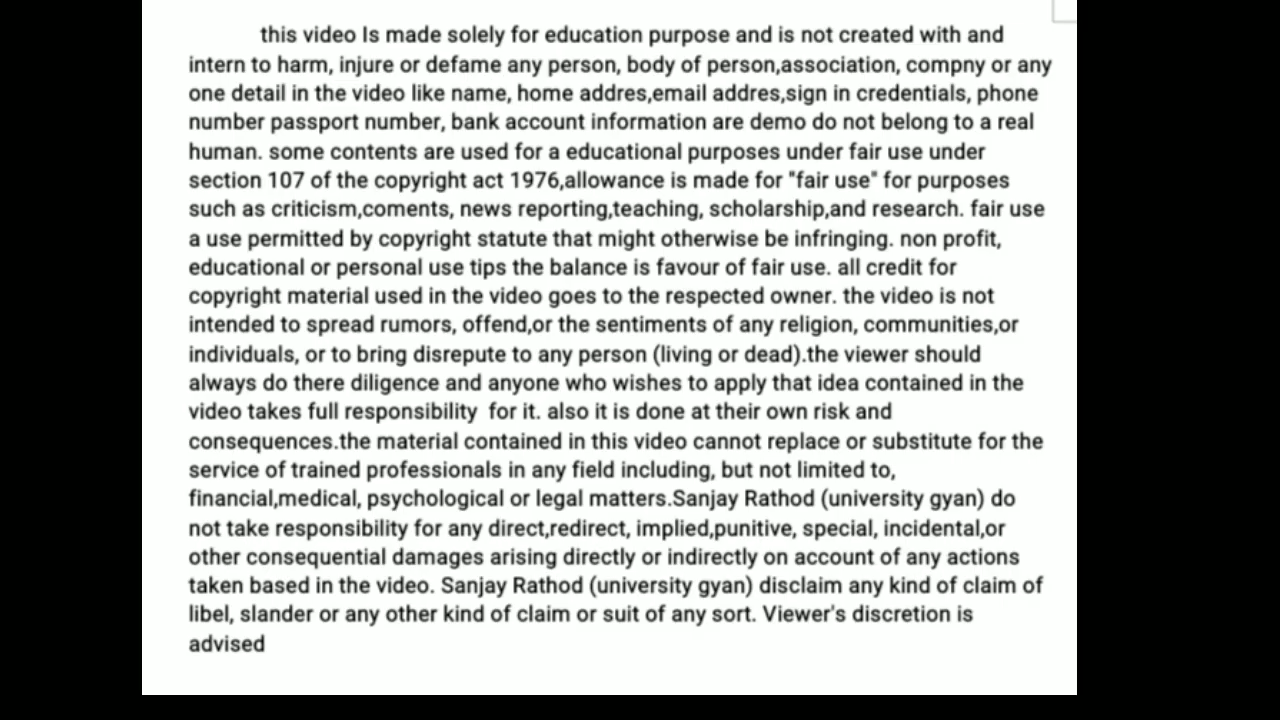 this video Is made solely for education purpose and is not created with and
intern to harm, injure or defame any person, body of person,association, compny or any
one detail in the video like name, home addres,email addres,sign in credentials, phone
number passport number, bank account information are demo do not belong to a real
human. some contents are used for a educational purposes under fair use under
section 107 of the copyright act 1976,allowance is made for "fair use" for purposes
such as criticism,coments, news reporting,teaching, scholarship,and research. fair use
a use permitted by copyright statute that might otherwise be infringing. non profit,
educational or personal use tips the balance is favour of fair use. all credit for
copyright material used in the video goes to the respected owner. the video is not
intended to spread rumors, offend,or the sentiments of any religion, communities,or
individuals, or to bring disrepute to any person (living or dead).the viewer should
always do there diligence and anyone who wishes to apply that idea contained in the
video takes full responsibility  for it. also it is done at their own risk and
consequences.the material contained in this video cannot replace or substitute for the
service of trained professionals in any field including, but not limited to,
financial,medical, psychological or legal matters.Sanjay Rathod (university gyan) do
not take responsibility for any direct,redirect, implied,punitive, special, incidental,or
other consequential damages arising directly or indirectly on account of any actions
taken based in the video. Sanjay Rathod (university gyan) disclaim any kind of claim of
libel, slander or any other kind of claim or suit of any sort. Viewer's discretion is
advised